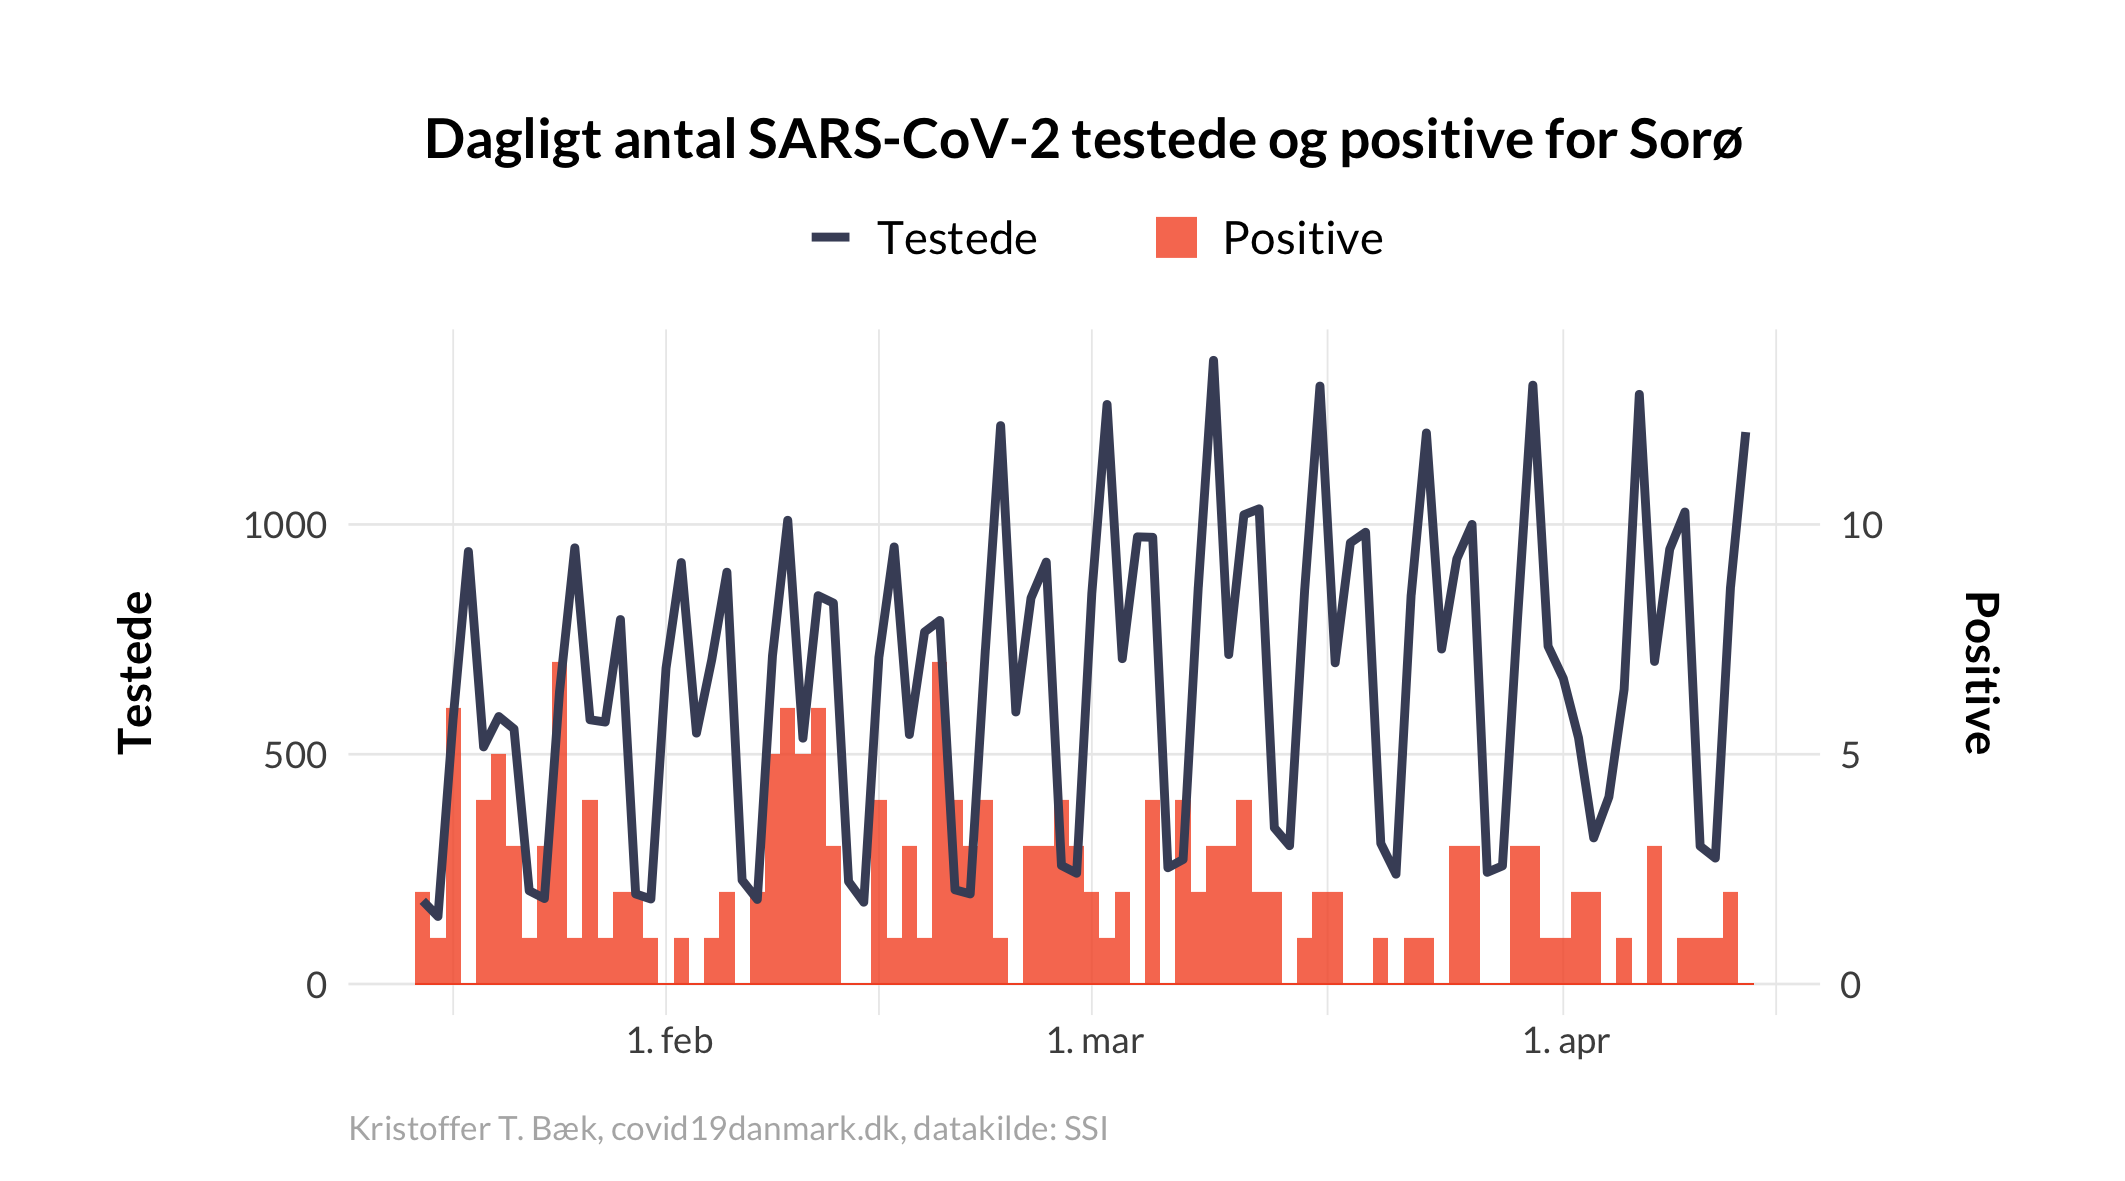 Dagligt antal SARS-CoV-2 testede og positive for Sorø
Testede Positive
1000 10
500 5
0 0
Testede
Positive
1. feb 1. mar 1. apr
Kristoffer T. Bæk, covid19danmark.dk, datakilde: SSI